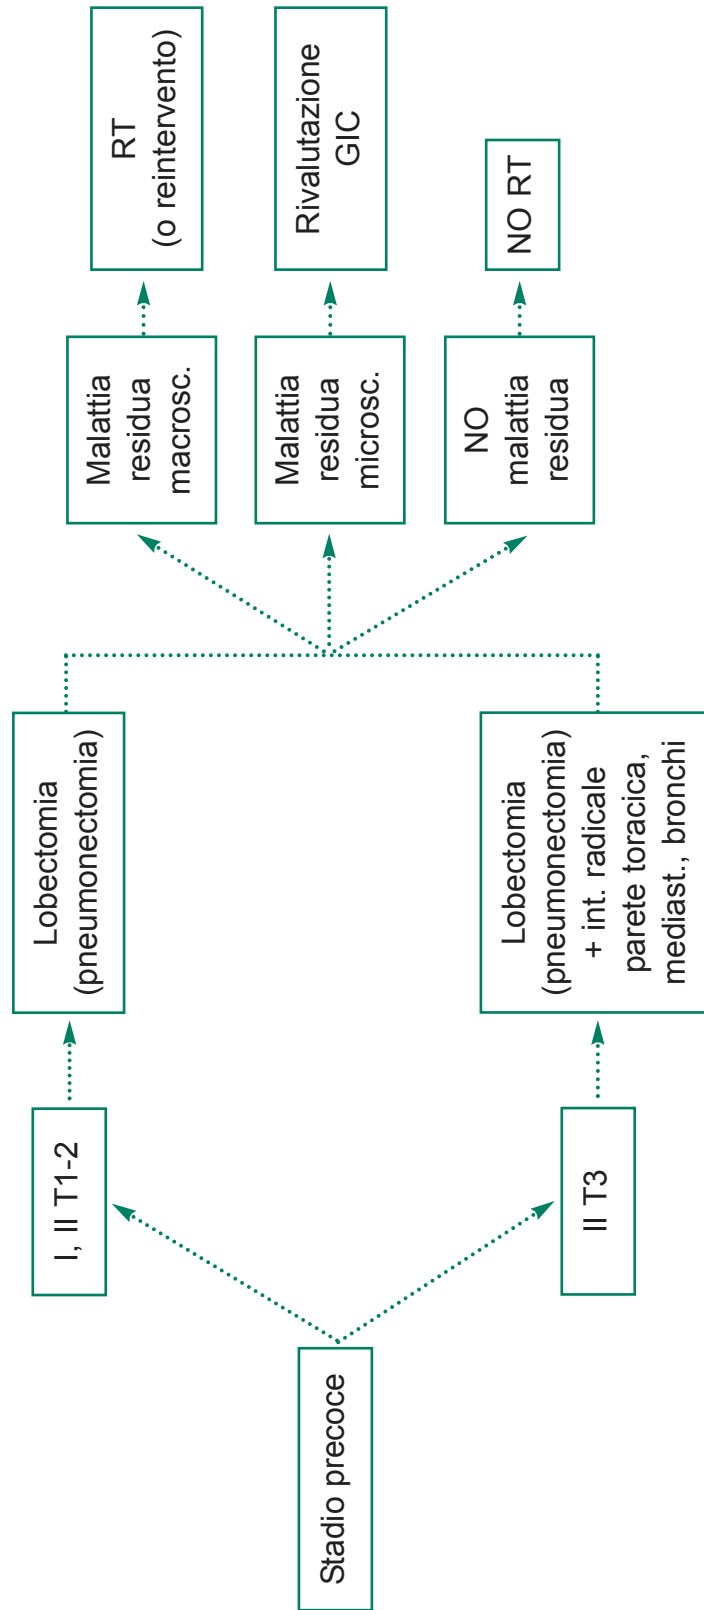 Stadio precoce
I, II T1-2
II T3
Lobectomia
(pneumonectomia)
Lobectomia
(pneumonectomia)
+ int. radicale
parete toracica,
mediast., bronchi
Malattia
residua
macrosc.
Malattia
residua
microsc.
NO
malattia
residua
RT
(o reintervento)
Rivalutazione
GIC
NO RT